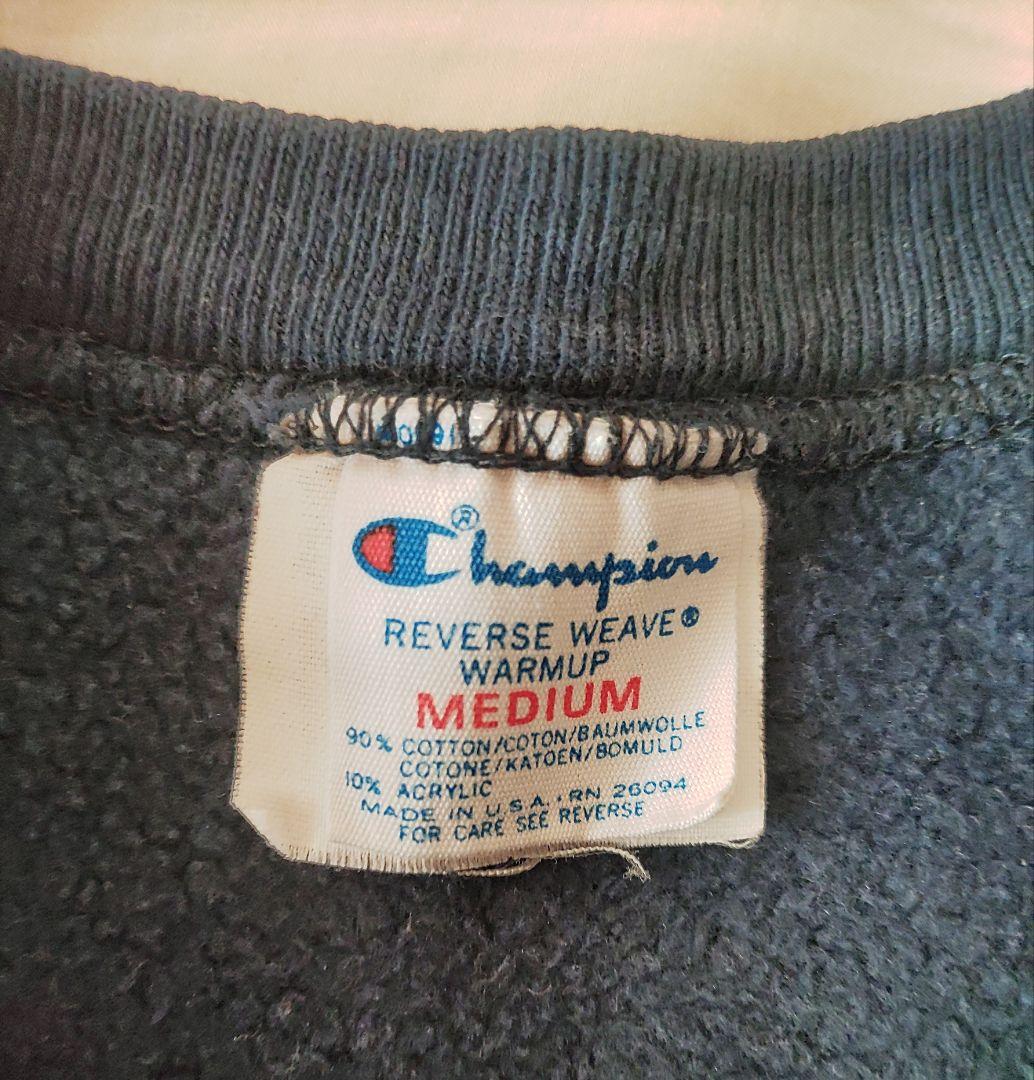 Champion®
REVERSE WEAVE®
WARMUP
MEDIUM
90% COTTON/COTON/BAUMWOLLE
COTONE/KATOEN/BOMULD
10% ACRYLIC
MADE IN U.S.A. RN 26094
FOR CARE SEE REVERSE